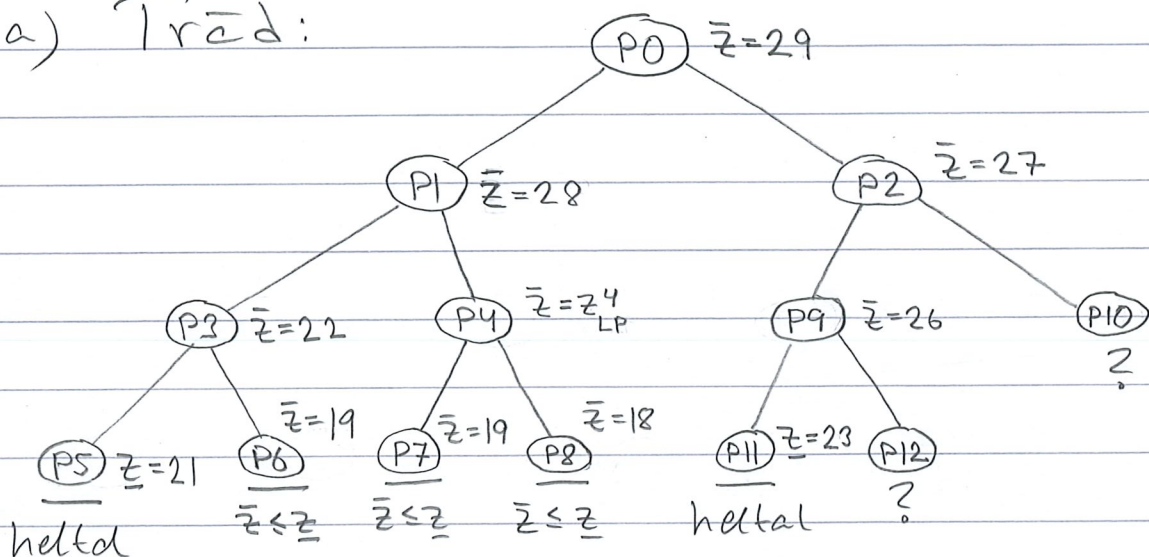 a) Träd:
P0 z̄=29
P1 z̄=28 P2 z̄=27
P3 z̄=22 P4 z̄=z⁴LP P9 z̄=26 P10
?
z̄=19 z̄=19 z̄=18
P5 z̲=21 P6 P7 P8 P11 z̲=23 P12
heltal z̄≤z̲ z̄≤z̲ z̄≤z̲ heltal ?